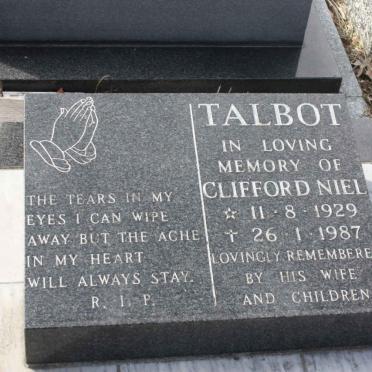 THE TEARS IN MY
EYES I CAN WIPE
AWAY BUT THE ACHE
IN MY HEART
WILL ALWAYS STAY.
R. I. P.
TALBOT
IN LOVING
MEMORY OF
CLIFFORD NIEL
☆ 11 · 8 · 1929
✝ 26 · 1 · 1987
LOVINGLY REMEMBERE
BY HIS WIFE
AND CHILDREN